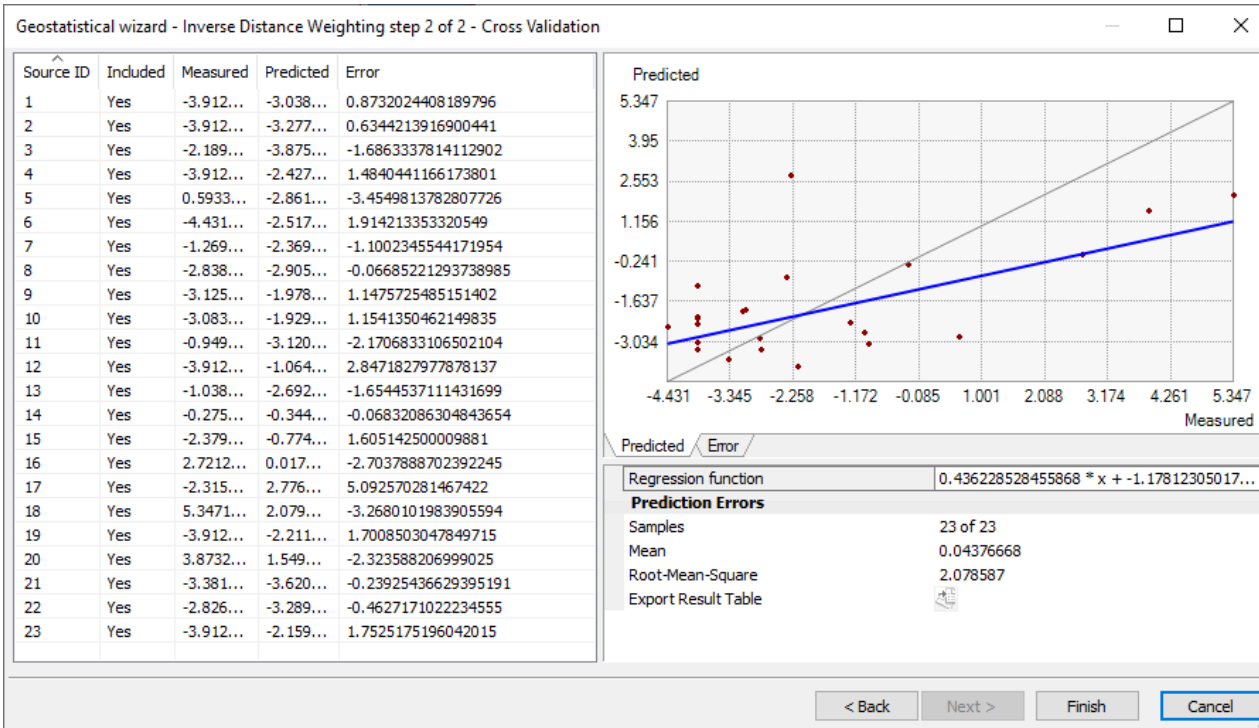 Geostatistical wizard - Inverse Distance Weighting step 2 of 2 - Cross Validation
Source ID Included Measured Predicted Error
1 Yes -3.912... -3.038... 0.8732024408189796
2 Yes -3.912... -3.277... 0.6344213916900441
3 Yes -2.189... -3.875... -1.6863337814112902
4 Yes -3.912... -2.427... 1.4840441166173801
5 Yes 0.5933... -2.861... -3.4549813782807726
6 Yes -4.431... -2.517... 1.914213353320549
7 Yes -1.269... -2.369... -1.1002345544171954
8 Yes -2.838... -2.905... -0.06685221293738985
9 Yes -3.125... -1.978... 1.1475725485151402
10 Yes -3.083... -1.929... 1.1541350462149835
11 Yes -0.949... -3.120... -2.1706833106502104
12 Yes -3.912... -1.064... 2.8471827977878137
13 Yes -1.038... -2.692... -1.65445371114​31699
14 Yes -0.275... -0.344... -0.06832086304843654
15 Yes -2.379... -0.774... 1.605142500009881
16 Yes 2.7212... 0.017... -2.7037888702392245
17 Yes -2.315... 2.776... 5.092570281467422
18 Yes 5.3471... 2.079... -3.2680101983905594
19 Yes -3.912... -2.211... 1.7008503047849715
20 Yes 3.8732... 1.549... -2.323588206999025
21 Yes -3.381... -3.620... -0.23925436629395191
22 Yes -2.826... -3.289... -0.4627171022234555
23 Yes -3.912... -2.159... 1.7525175196042015
Predicted
5.347
3.95
2.553
1.156
-0.241
-1.637
-3.034
-4.431 -3.345 -2.258 -1.172 -0.085 1.001 2.088 3.174 4.261 5.347
Measured
Predicted Error
Regression function 0.436228528455868 * x + -1.17812305017...
Prediction Errors
Samples 23 of 23
Mean 0.04376668
Root-Mean-Square 2.078587
Export Result Table
< Back Next > Finish Cancel